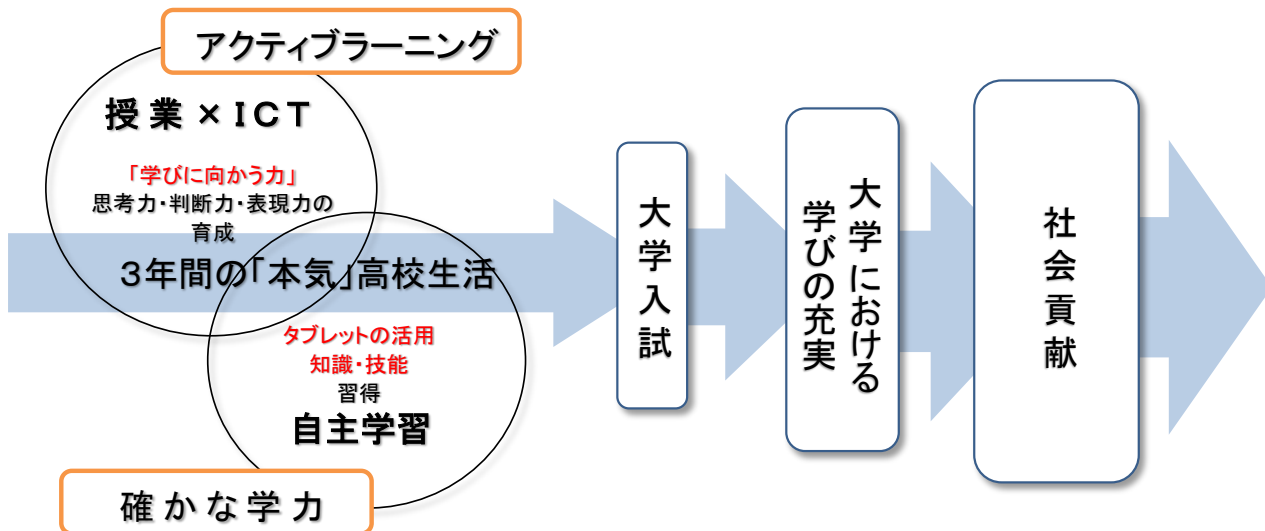 アクティブラーニング
授業×ICT
「学びに向かう力」
思考力・判断力・表現力の
育成
3年間の「本気」高校生活
タブレットの活用
知識・技能
習得
自主学習
確かな学力
大学入試
大学における
学びの充実
社会貢献